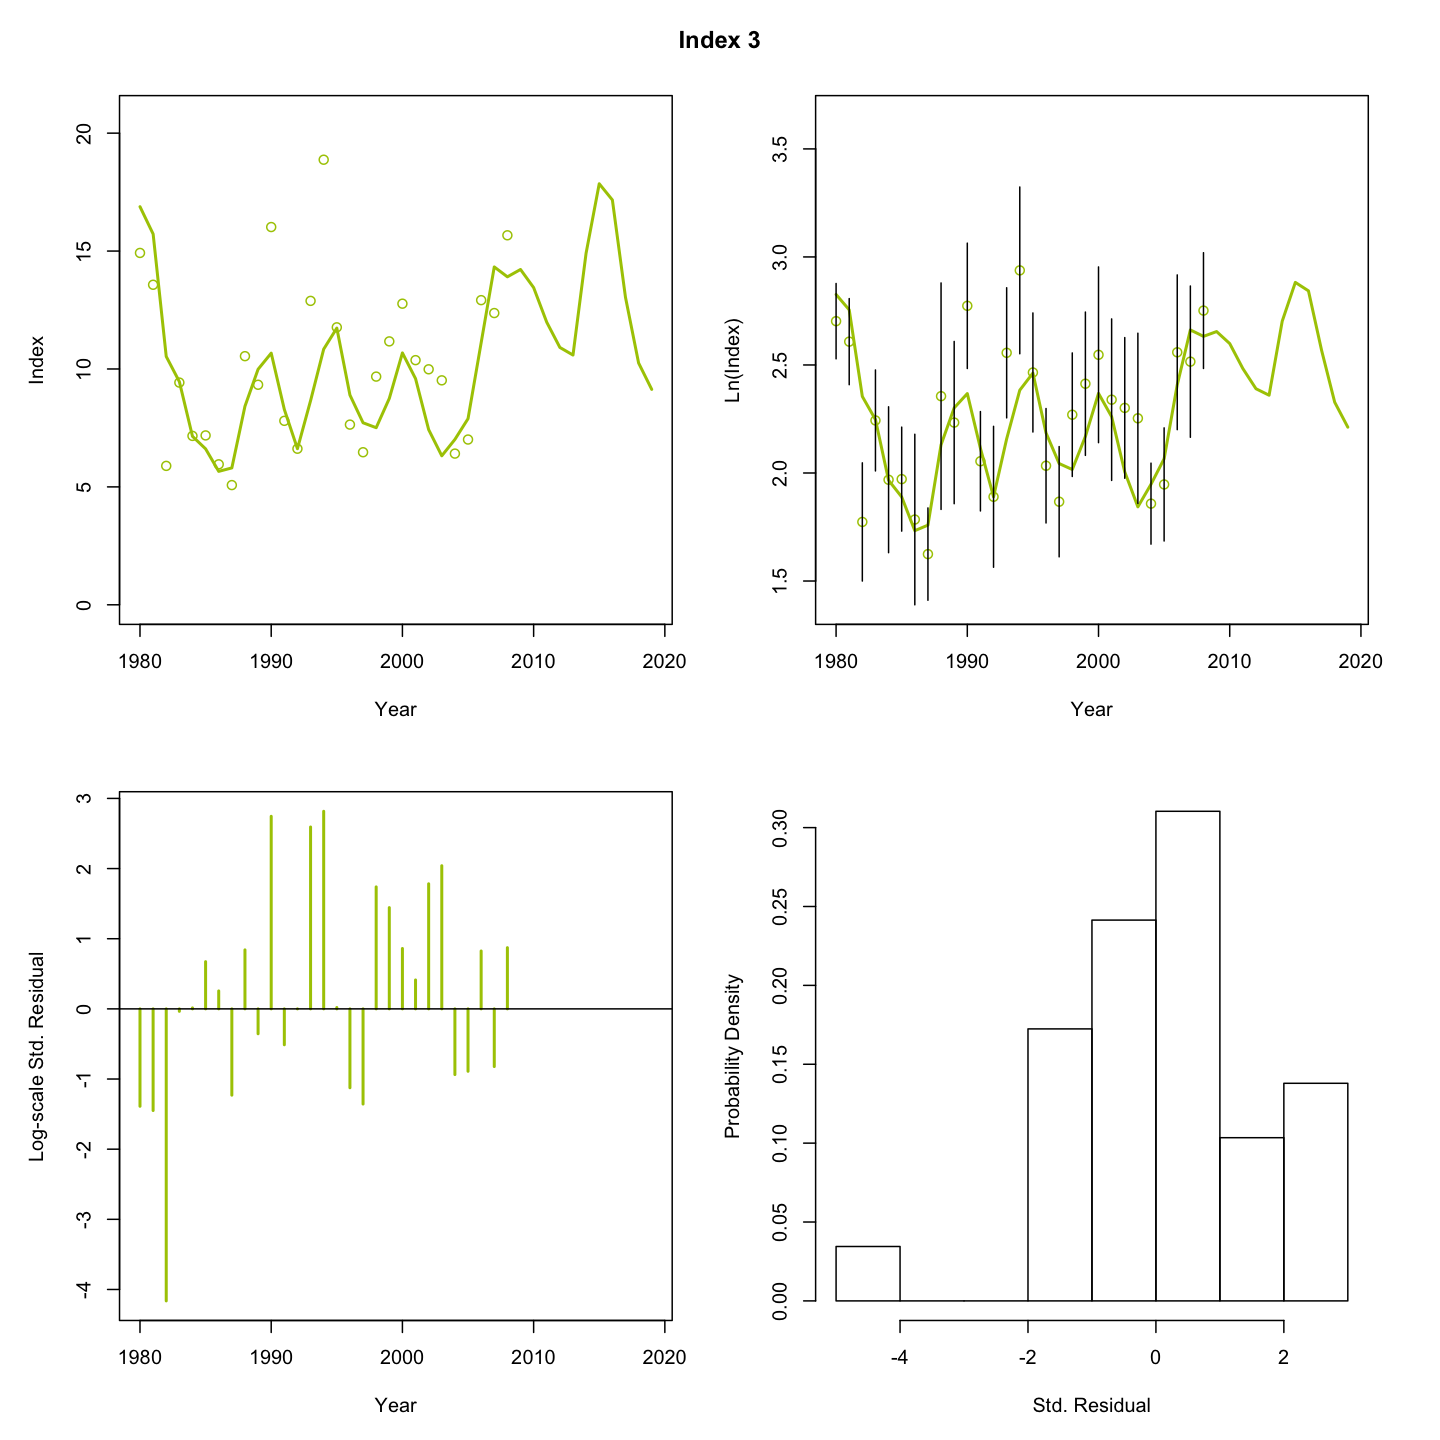 Index 3
Index
0 5 10 15 20
1980 1990 2000 2010 2020
Year
Ln(Index)
1.5 2.0 2.5 3.0 3.5
1980 1990 2000 2010 2020
Year
Log-scale Std. Residual
-4 -3 -2 -1 0 1 2 3
1980 1990 2000 2010 2020
Year
Probability Density
0.00 0.05 0.10 0.15 0.20 0.25 0.30
-4 -2 0 2
Std. Residual